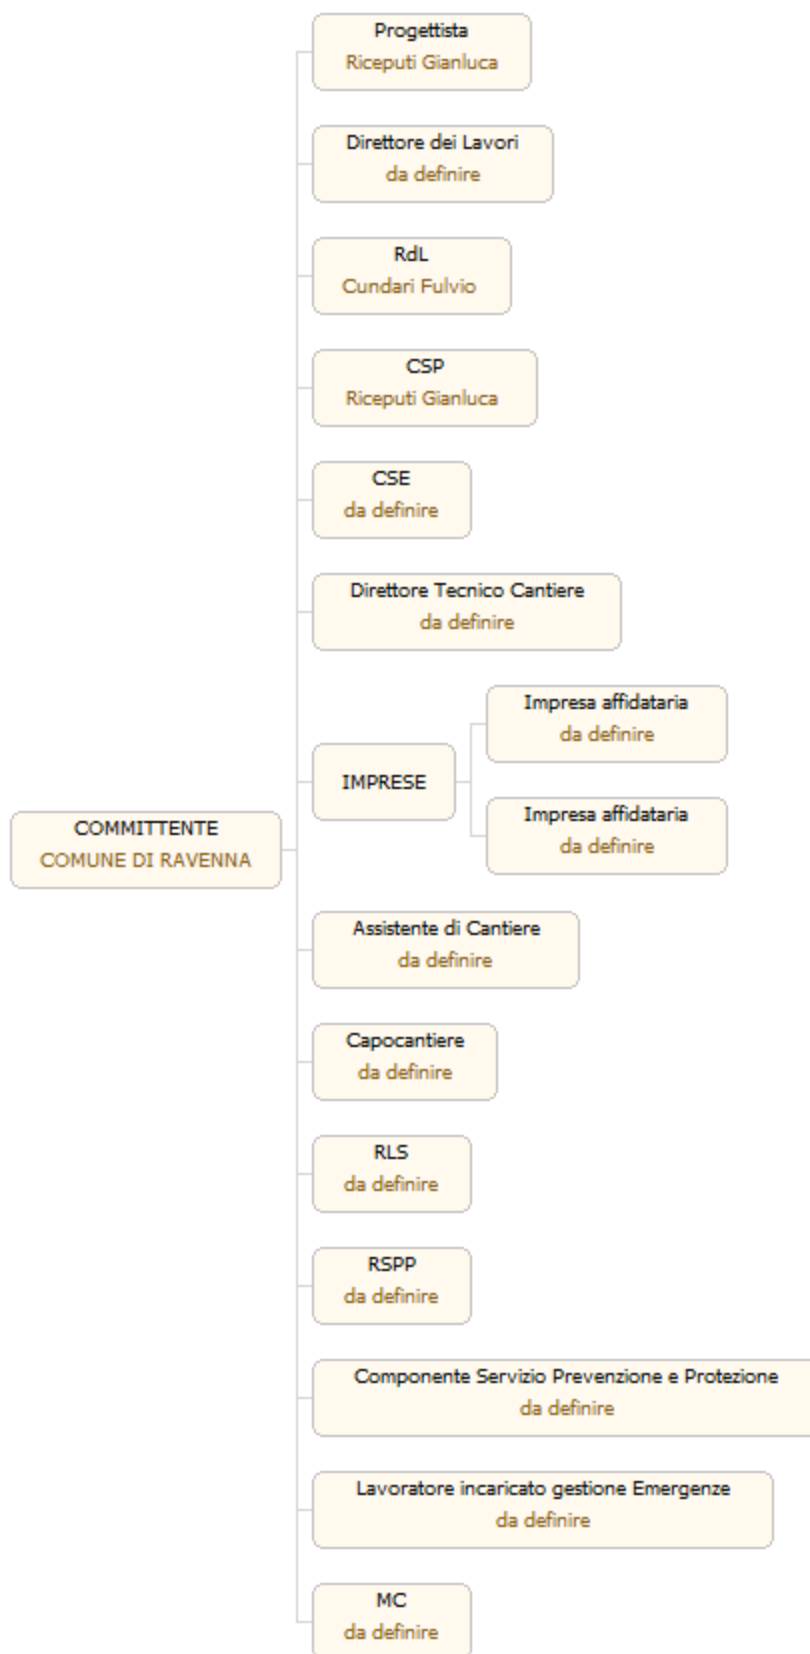 Progettista
Riceputi Gianluca
Direttore dei Lavori
da definire
RdL
Cundari Fulvio
CSP
Riceputi Gianluca
CSE
da definire
Direttore Tecnico Cantiere
da definire
Impresa affidataria
da definire
IMPRESE
Impresa affidataria
da definire
COMMITTENTE
COMUNE DI RAVENNA
Assistente di Cantiere
da definire
Capocantiere
da definire
RLS
da definire
RSPP
da definire
Componente Servizio Prevenzione e Protezione
da definire
Lavoratore incaricato gestione Emergenze
da definire
MC
da definire